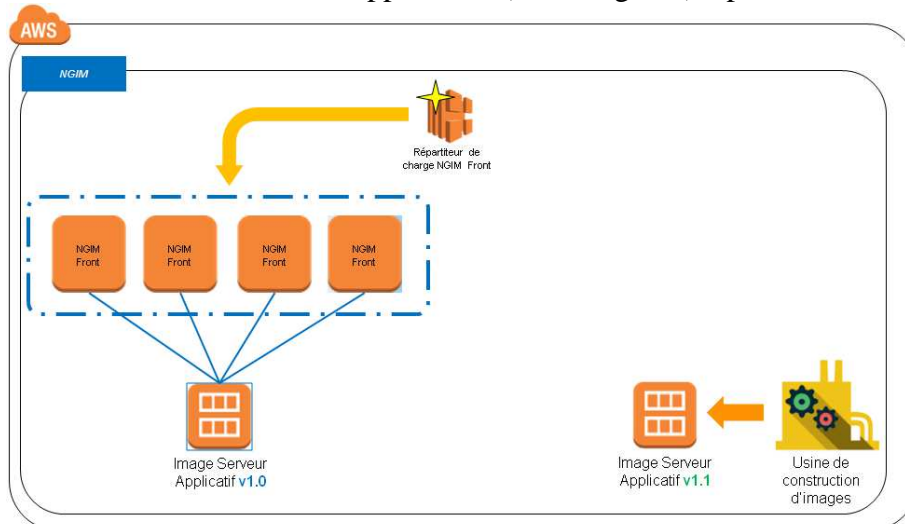 AWS
NGIM
Répartiteur de
charge NGIM Front
NGIM
Front
NGIM
Front
NGIM
Front
NGIM
Front
Image Serveur
Applicatif v1.0
Image Serveur
Applicatif v1.1
Usine de
construction
d'images